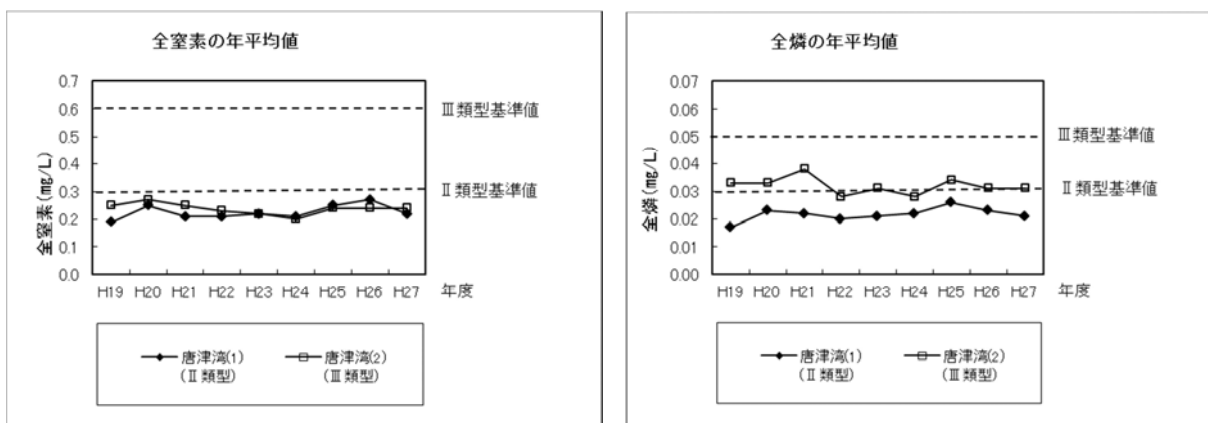 全窒素の年平均値
全窒素(㎎/L)
0.7
0.6
0.5
0.4
0.3
0.2
0.1
0.0
Ⅲ類型基準値
Ⅱ類型基準値
H19 H20 H21 H22 H23 H24 H25 H26 H27 年度
唐津湾(1) 唐津湾(2)
(Ⅱ類型) (Ⅲ類型)
全燐の年平均値
全燐(㎎/L)
0.07
0.06
0.05
0.04
0.03
0.02
0.01
0.00
Ⅲ類型基準値
Ⅱ類型基準値
H19 H20 H21 H22 H23 H24 H25 H26 H27 年度
唐津湾(1) 唐津湾(2)
(Ⅱ類型) (Ⅲ類型)